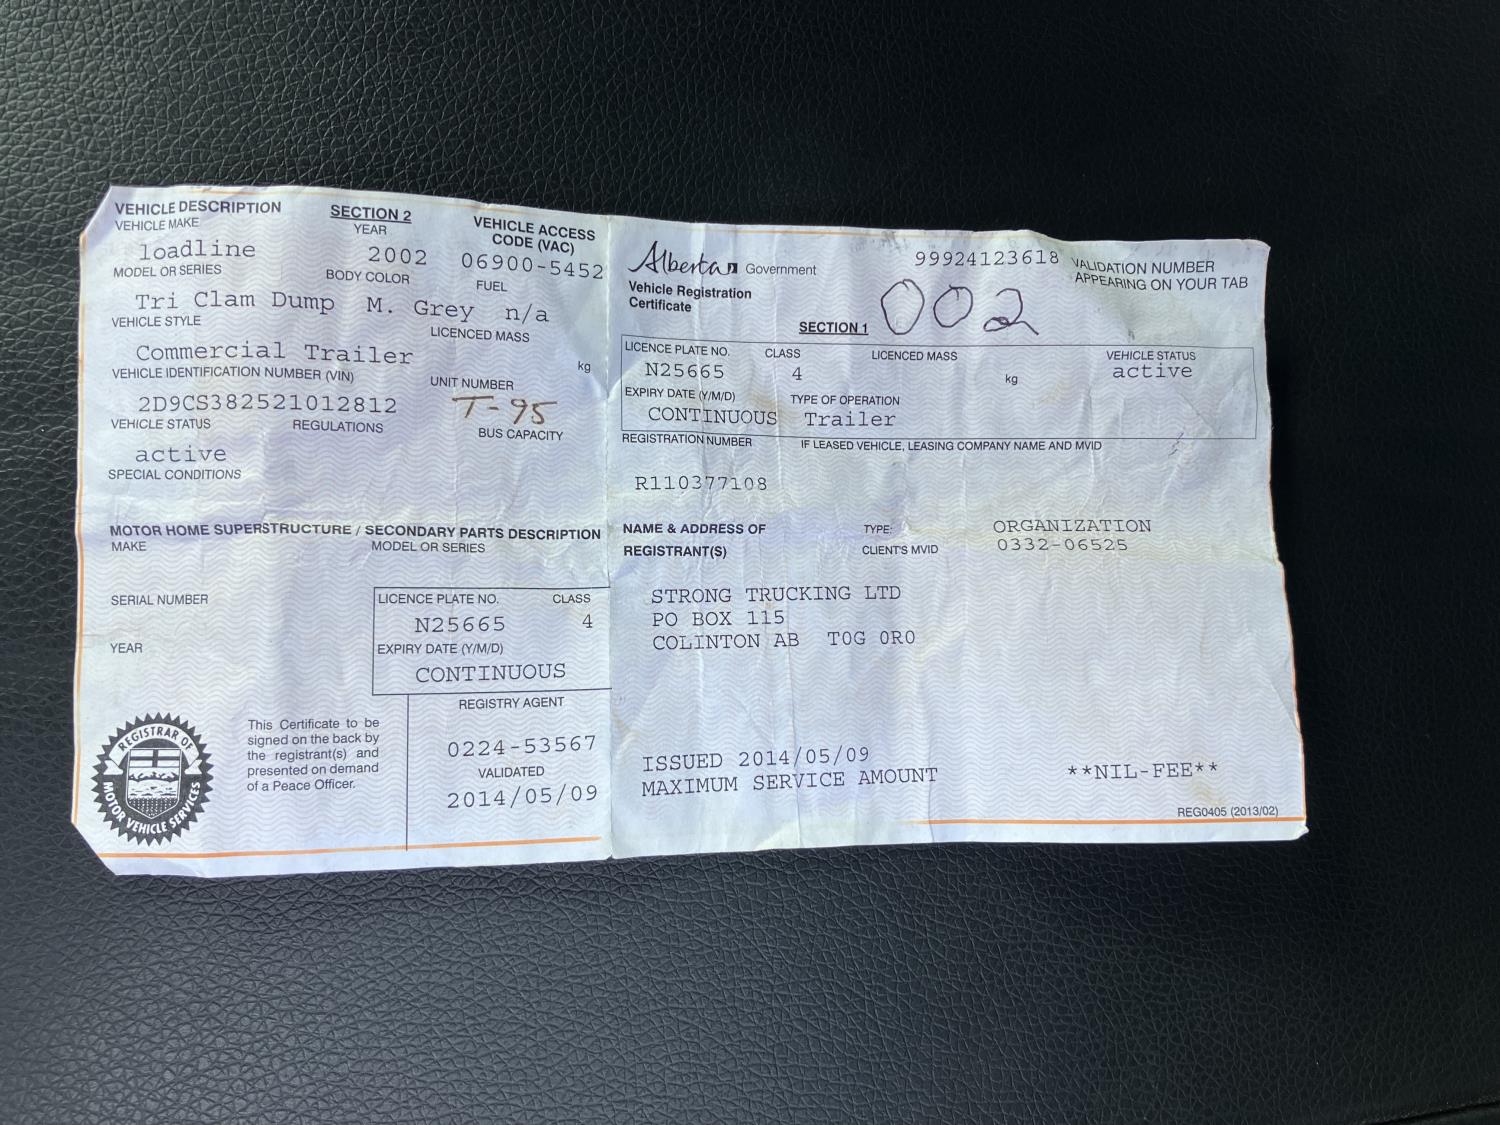 VEHICLE DESCRIPTION SECTION 2 VEHICLE ACCESS CODE (VAC)
VEHICLE MAKE YEAR
loadline 2002 06900-5452
MODEL OR SERIES BODY COLOR FUEL
Tri Clam Dump M. Grey n/a
VEHICLE STYLE LICENCED MASS
Commercial Trailer kg
VEHICLE IDENTIFICATION NUMBER (VIN) UNIT NUMBER
2D9CS382521012812 T-95
VEHICLE STATUS REGULATIONS BUS CAPACITY
active
SPECIAL CONDITIONS
MOTOR HOME SUPERSTRUCTURE / SECONDARY PARTS DESCRIPTION
MAKE MODEL OR SERIES
SERIAL NUMBER
YEAR
LICENCE PLATE NO. CLASS
N25665 4
EXPIRY DATE (Y/M/D)
CONTINUOUS
REGISTRY AGENT
0224-53567
VALIDATED
2014/05/09
REGISTRAR OF MOTOR VEHICLE SERVICES
This Certificate to be
signed on the back by
the registrant(s) and
presented on demand
of a Peace Officer.
Alberta Government
Vehicle Registration
Certificate
99924123618 VALIDATION NUMBER
APPEARING ON YOUR TAB
SECTION 1 002
LICENCE PLATE NO. CLASS LICENCED MASS VEHICLE STATUS
N25665 4 kg active
EXPIRY DATE (Y/M/D) TYPE OF OPERATION
CONTINUOUS Trailer
REGISTRATION NUMBER IF LEASED VEHICLE, LEASING COMPANY NAME AND MVID
R110377108
NAME & ADDRESS OF TYPE: ORGANIZATION
REGISTRANT(S) CLIENT'S MVID 0332-06525
STRONG TRUCKING LTD
PO BOX 115
COLINTON AB T0G 0R0
ISSUED 2014/05/09
MAXIMUM SERVICE AMOUNT **NIL-FEE**
REG0405 (2013/02)